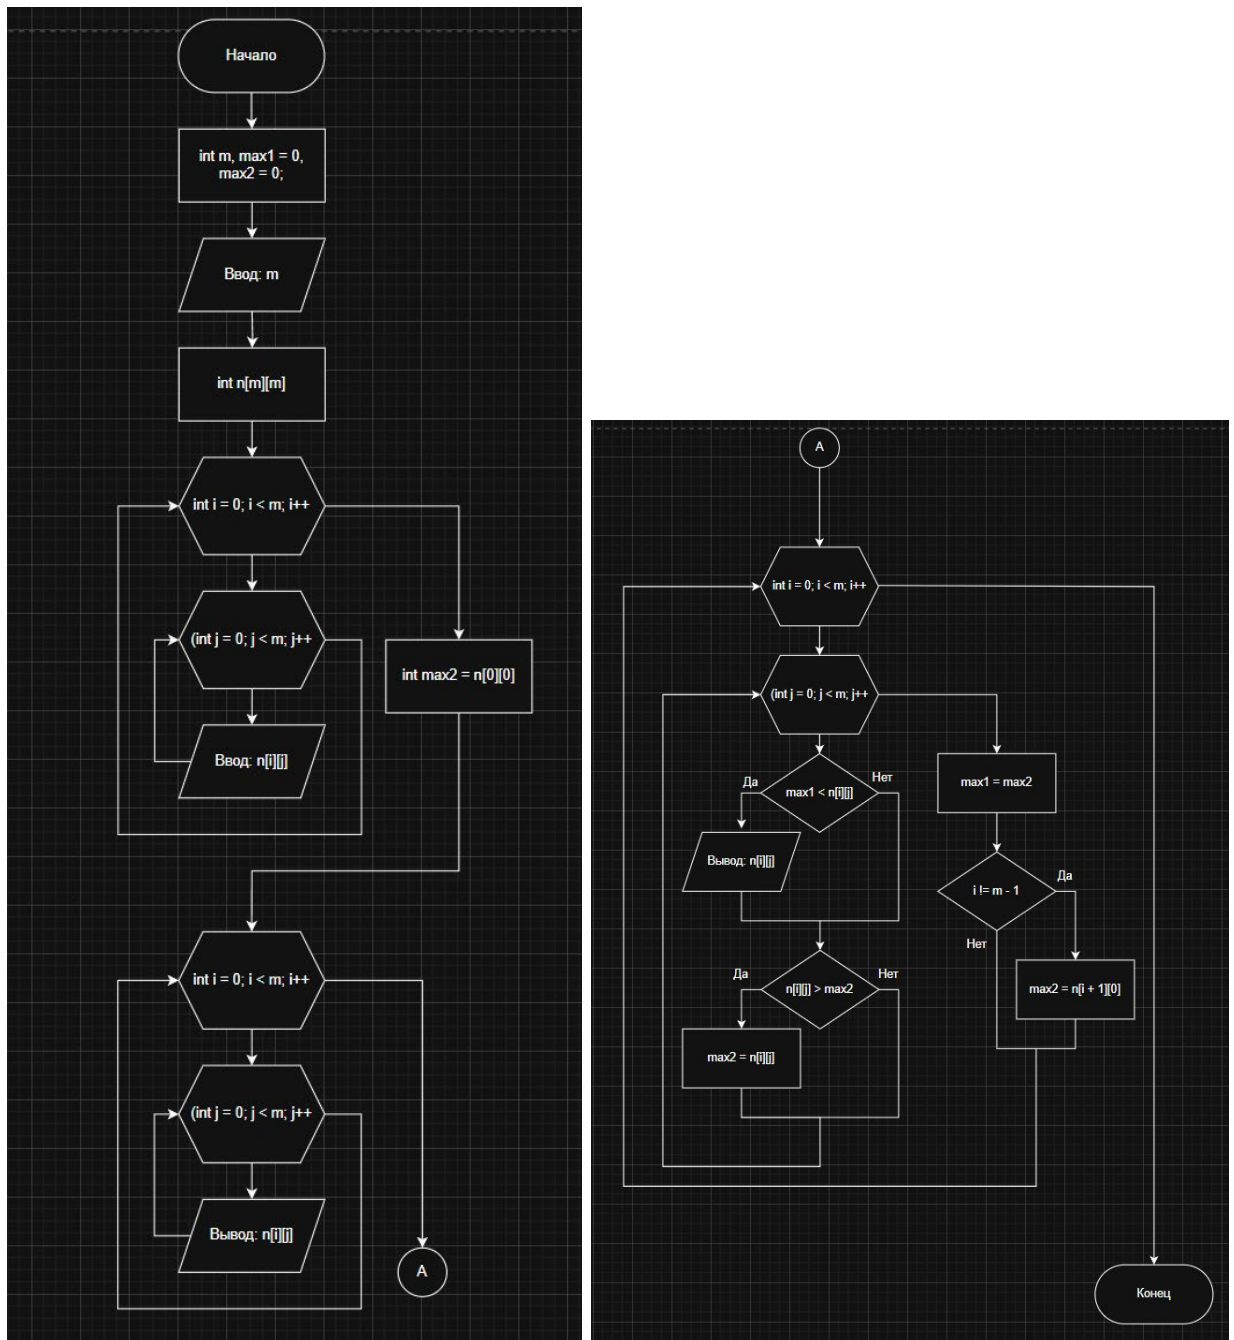 Начало
int m, max1 = 0,
max2 = 0;
Ввод: m
int n[m][m]
int i = 0; i < m; i++
(int j = 0; j < m; j++
Ввод: n[i][j]
int max2 = n[0][0]
int i = 0; i < m; i++
(int j = 0; j < m; j++
Вывод: n[i][j]
A
A
int i = 0; i < m; i++
(int j = 0; j < m; j++
Да
max1 < n[i][j]
Нет
Вывод: n[i][j]
Да
n[i][j] > max2
Нет
max2 = n[i][j]
max1 = max2
i != m - 1
Да
Нет
max2 = n[i + 1][0]
Конец